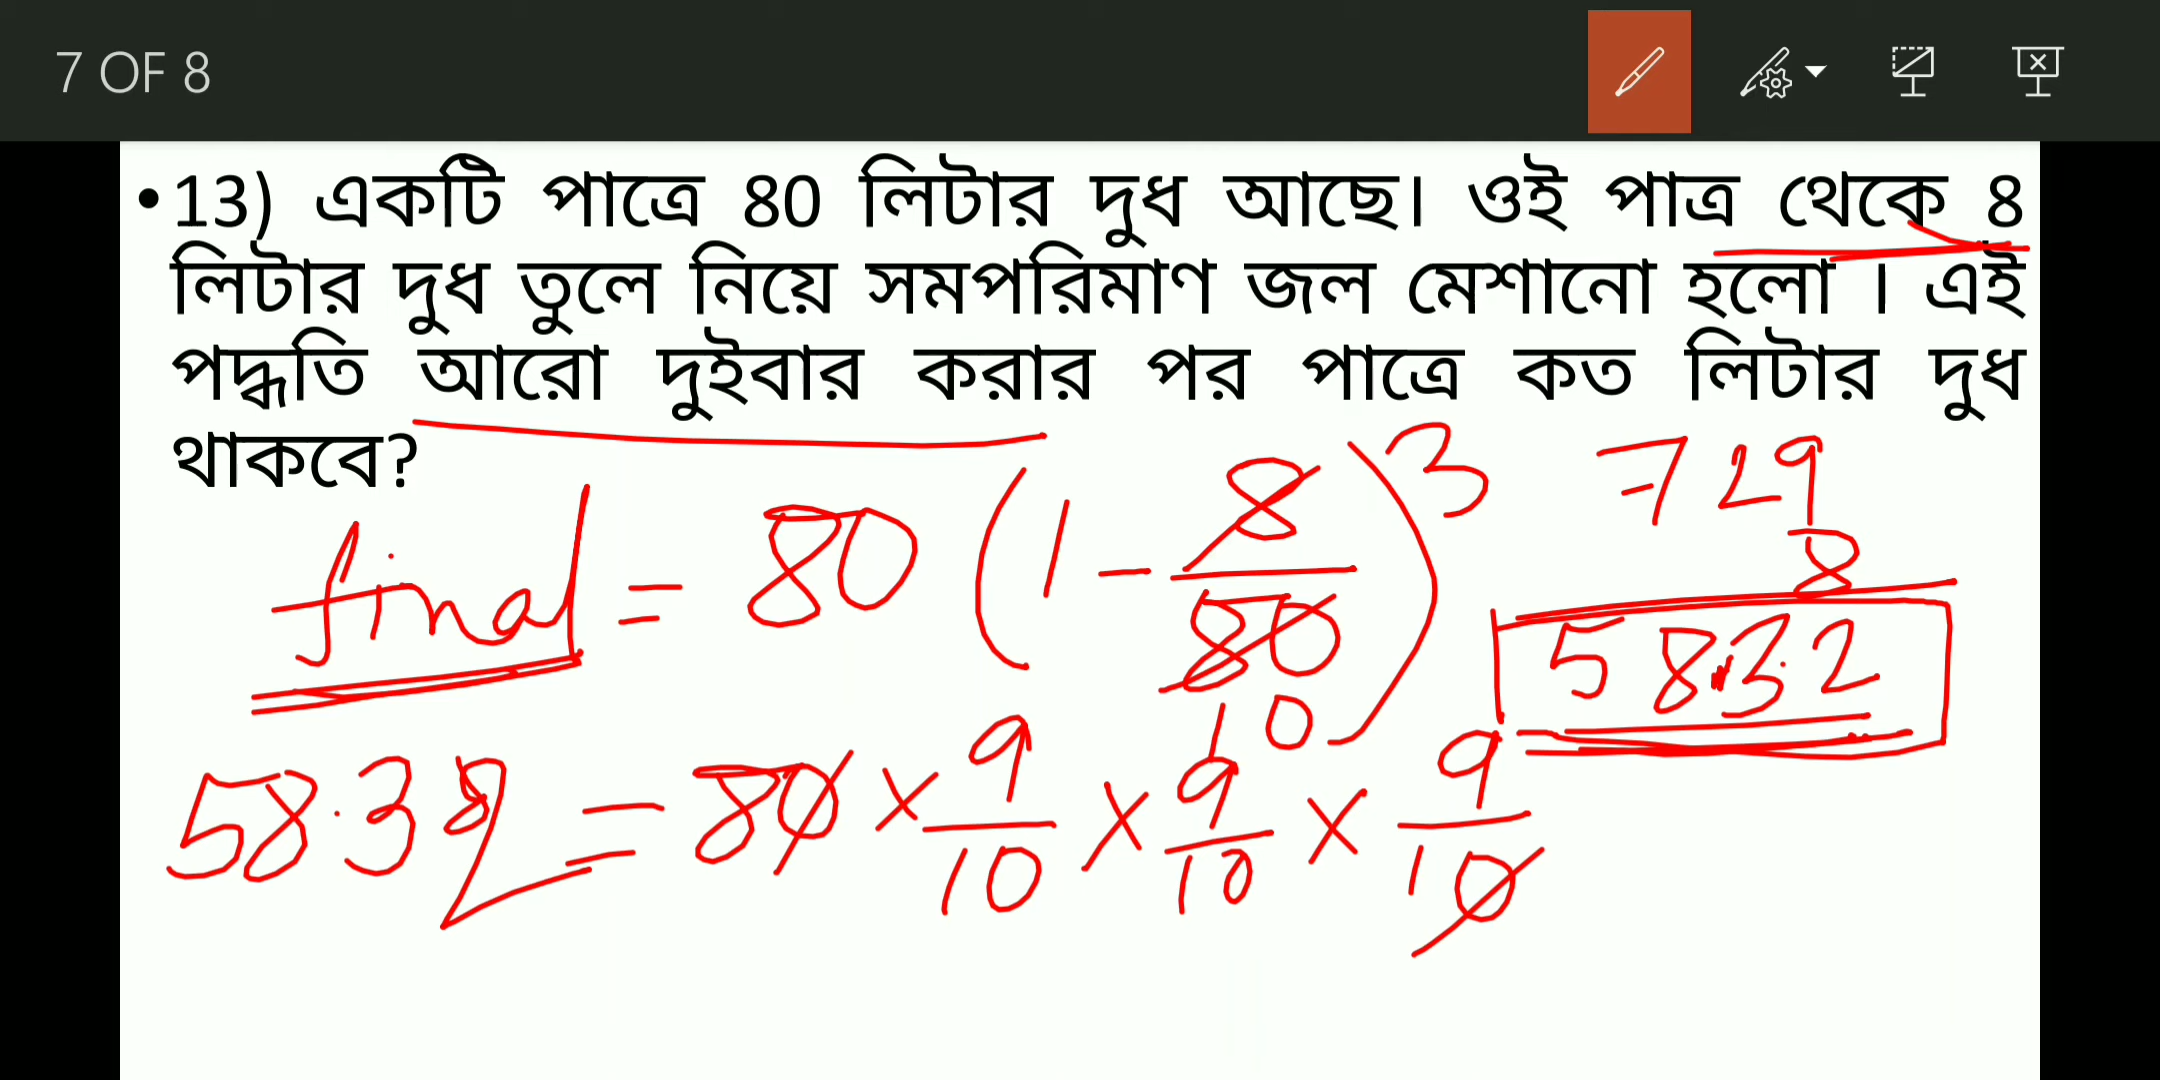 7 OF 8
•13) একটি পাত্রে 80 লিটার দুধ আছে। ওই পাত্র থেকে 8
লিটার দুধ তুলে নিয়ে সমপরিমাণ জল মেশানো হলো । এই
পদ্ধতি আরো দুইবার করার পর পাত্রে কত লিটার দুধ
থাকবে?
final = 80 (1 - 8/80)³
10
729
8
58.32
58.32 = 80 × 9/10 × 9/10 × 9/10